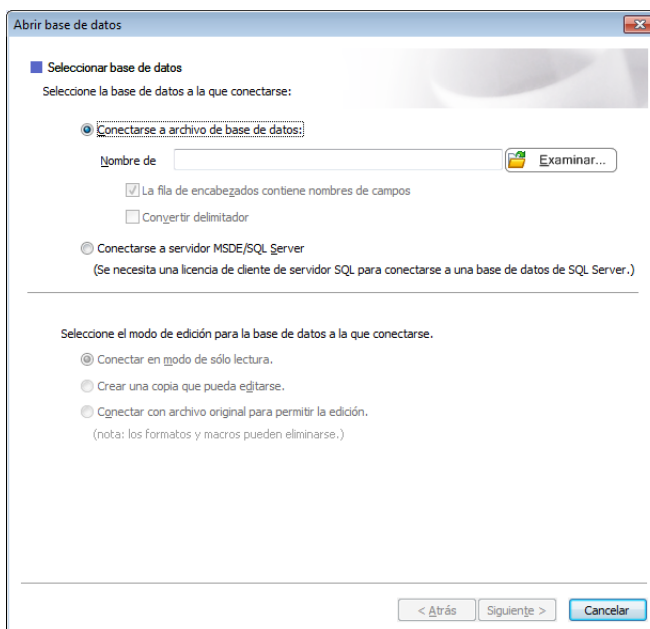 Abrir base de datos
Seleccionar base de datos
Seleccione la base de datos a la que conectarse:
Conectarse a archivo de base de datos:
Nombre de
Examinar...
La fila de encabezados contiene nombres de campos
Convertir delimitador
Conectarse a servidor MSDE/SQL Server
(Se necesita una licencia de cliente de servidor SQL para conectarse a una base de datos de SQL Server.)
Seleccione el modo de edición para la base de datos a la que conectarse.
Conectar en modo de sólo lectura.
Crear una copia que pueda editarse.
Conectar con archivo original para permitir la edición.
(nota: los formatos y macros pueden eliminarse.)
< Atrás Siguiente > Cancelar